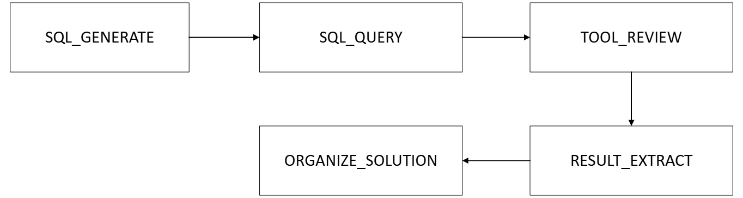 SQL_GENERATE
SQL_QUERY
TOOL_REVIEW
RESULT_EXTRACT
ORGANIZE_SOLUTION